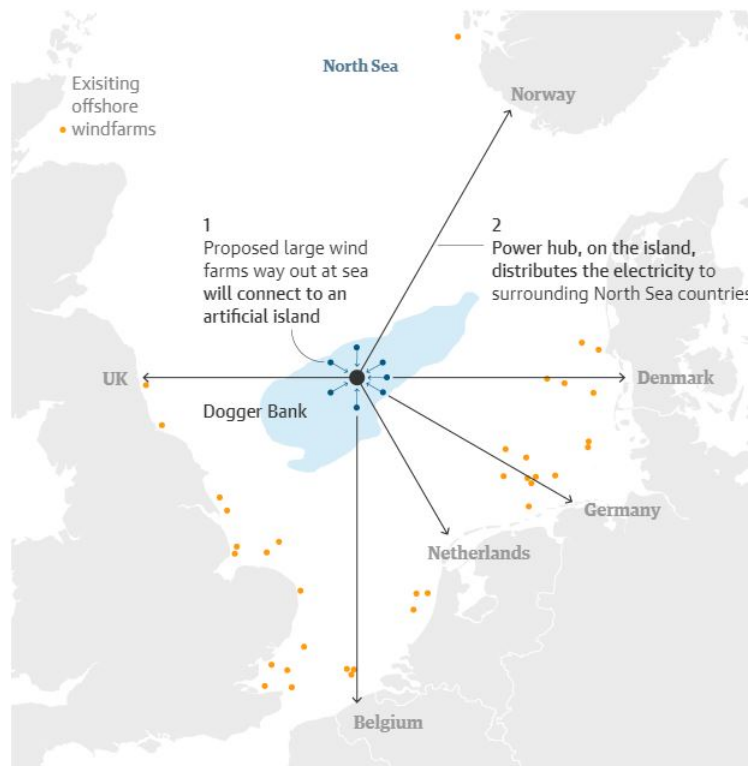 North Sea
Exisiting
offshore
windfarms
Norway
1
Proposed large wind
farms way out at sea
will connect to an
artificial island
2
Power hub, on the island,
distributes the electricity to
surrounding North Sea countries
UK
Denmark
Dogger Bank
Germany
Netherlands
Belgium